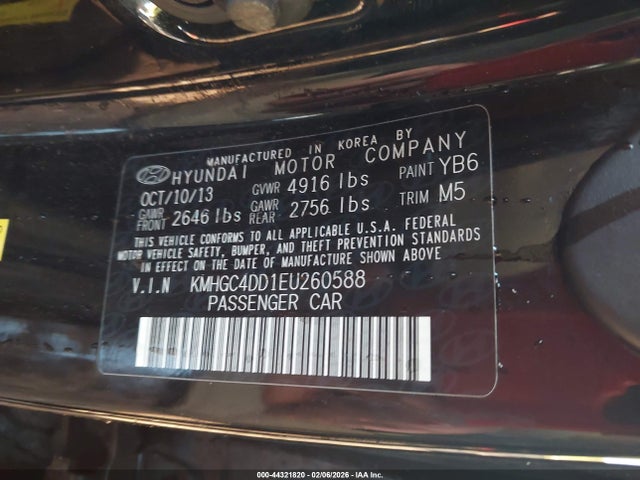 MANUFACTURED IN KOREA BY
HYUNDAI MOTOR COMPANY
OCT/10/13 GVWR 4916 lbs PAINT YB6
GAWR FRONT 2646 lbs GAWR REAR 2756 lbs TRIM M5
THIS VEHICLE CONFORMS TO ALL APPLICABLE U.S.A. FEDERAL
MOTOR VEHICLE SAFETY, BUMPER, AND THEFT PREVENTION STANDARDS
IN EFFECT ON THE DATE OF MANUFACTURE SHOWN ABOVE
V.I.N KMHGC4DD1EU260588
PASSENGER CAR
000-44321820 - 02/06/2026 - IAA Inc.